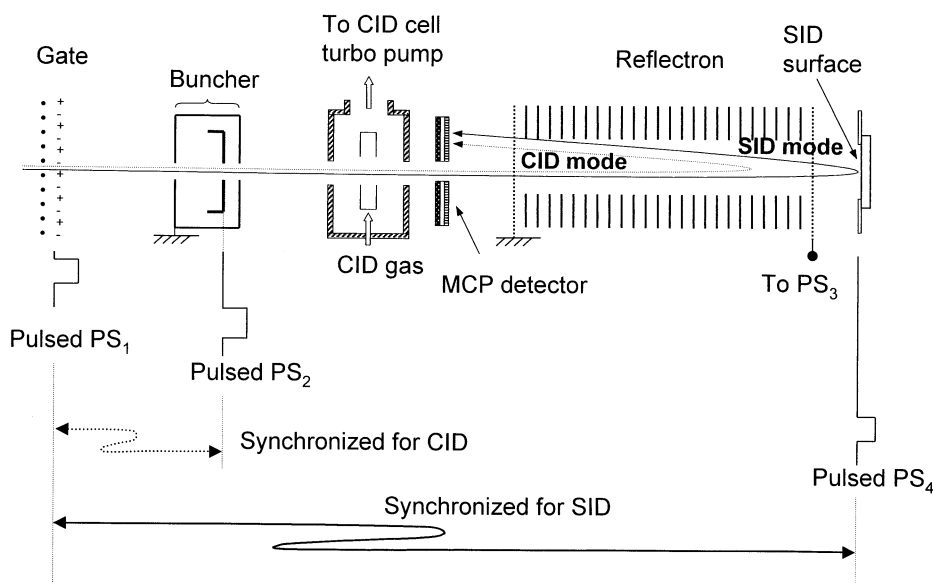 To CID cell
turbo pump
SID
surface
Gate
Buncher
Reflectron
SID mode
CID mode
CID gas
MCP detector
To PS3
Pulsed PS1
Pulsed PS2
Synchronized for CID
Pulsed PS4
Synchronized for SID